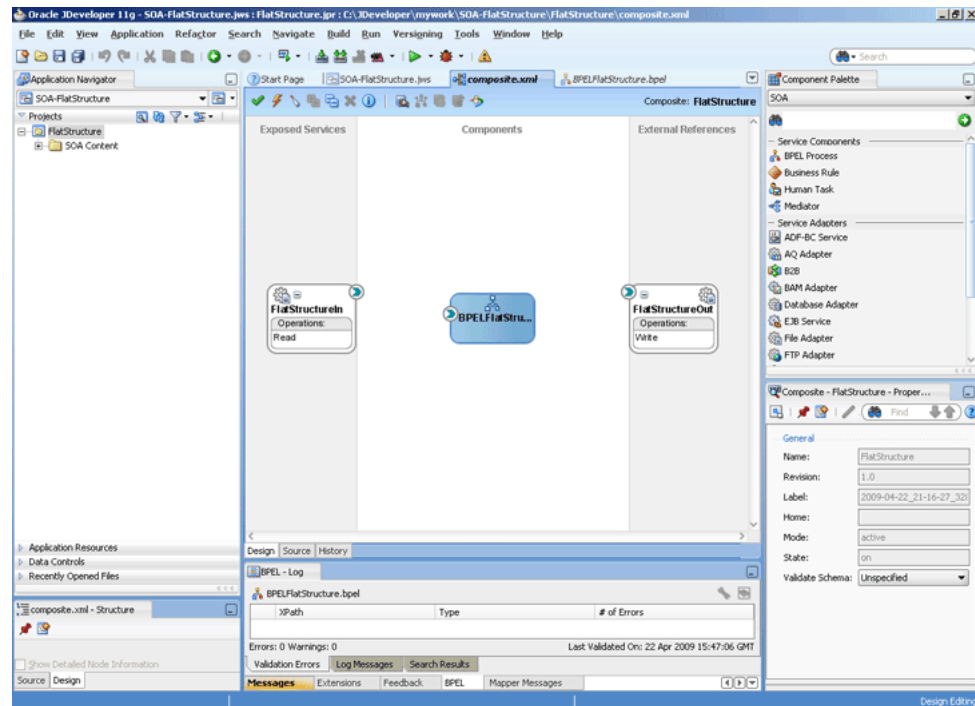 Oracle JDeveloper 11g - SOA-FlatStructure.jws : FlatStructure.jpr : C:\JDeveloper\mywork\SOA-FlatStructure\FlatStructure\composite.xml
File Edit View Application Refactor Search Navigate Build Run Versioning Tools Window Help
Search
Application Navigator
SOA-FlatStructure
Projects
FlatStructure
SOA Content
Application Resources
Data Controls
Recently Opened Files
composite.xml - Structure
Show Detailed Node Information
Source Design
Start Page SOA-FlatStructure.jws composite.xml BPELFlatStructure.bpel
Composite: FlatStructure
Exposed Services Components External References
FlatStructureIn
Operations:
Read
BPELFlatStru...
FlatStructureOut
Operations:
Write
Design Source History
BPEL - Log
BPELFlatStructure.bpel
XPath Type # of Errors
Errors: 0 Warnings: 0 Last Validated On: 22 Apr 2009 15:47:06 GMT
Validation Errors Log Messages Search Results
Messages Extensions Feedback BPEL Mapper Messages
Component Palette
SOA
Service Components
BPEL Process
Business Rule
Human Task
Mediator
Service Adapters
ADF-BC Service
AQ Adapter
B2B
BAM Adapter
Database Adapter
EJB Service
File Adapter
FTP Adapter
Composite - FlatStructure - Proper...
Find
General
Name: FlatStructure
Revision: 1.0
Label: 2009-04-22_21-16-27_328
Home:
Mode: active
State: on
Validate Schema: Unspecified
Design Editing